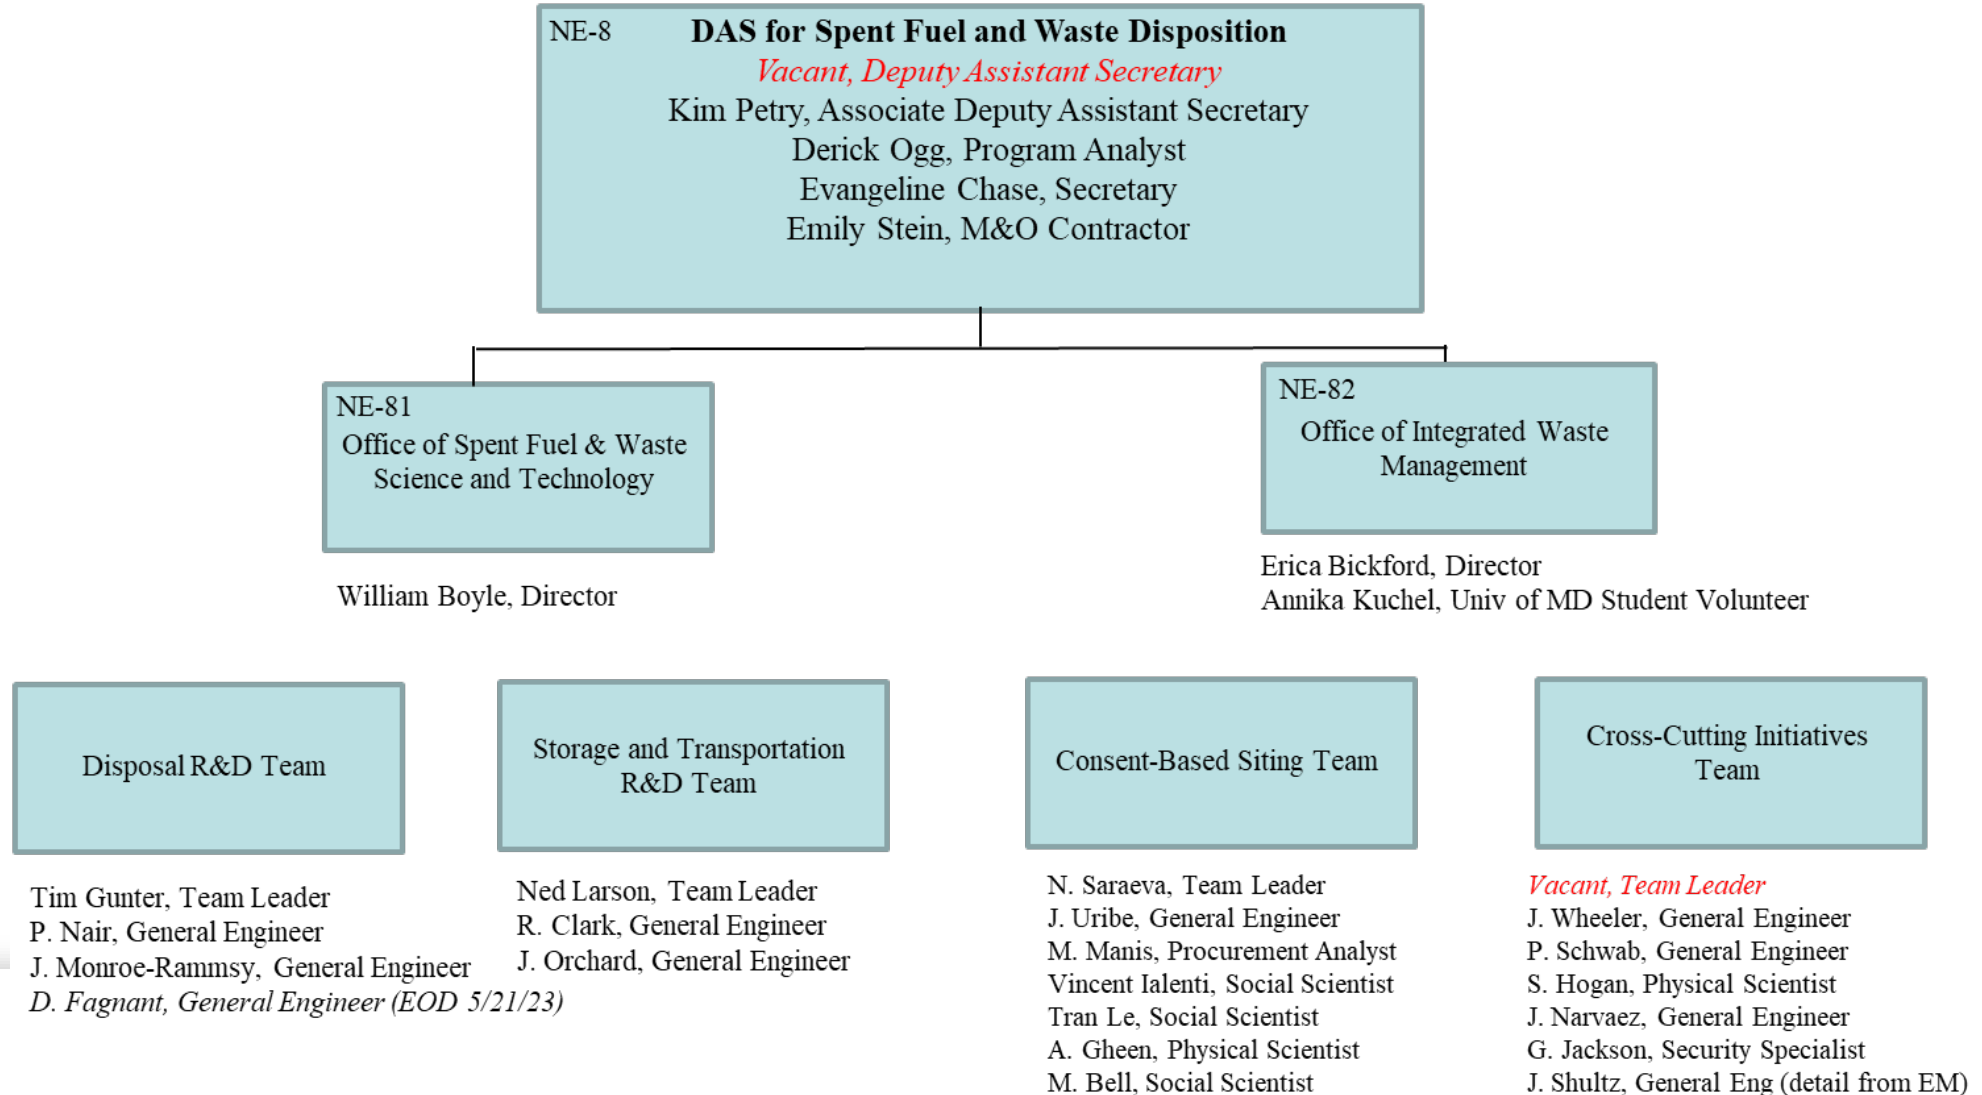 NE-8
DAS for Spent Fuel and Waste Disposition
Vacant, Deputy Assistant Secretary
Kim Petry, Associate Deputy Assistant Secretary
Derick Ogg, Program Analyst
Evangeline Chase, Secretary
Emily Stein, M&O Contractor
NE-81
Office of Spent Fuel & Waste
Science and Technology
William Boyle, Director
NE-82
Office of Integrated Waste
Management
Erica Bickford, Director
Annika Kuchel, Univ of MD Student Volunteer
Disposal R&D Team
Tim Gunter, Team Leader
P. Nair, General Engineer
J. Monroe-Rammsy, General Engineer
D. Fagnant, General Engineer (EOD 5/21/23)
Storage and Transportation
R&D Team
Ned Larson, Team Leader
R. Clark, General Engineer
J. Orchard, General Engineer
Consent-Based Siting Team
N. Saraeva, Team Leader
J. Uribe, General Engineer
M. Manis, Procurement Analyst
Vincent Ialenti, Social Scientist
Tran Le, Social Scientist
A. Gheen, Physical Scientist
M. Bell, Social Scientist
Cross-Cutting Initiatives
Team
Vacant, Team Leader
J. Wheeler, General Engineer
P. Schwab, General Engineer
S. Hogan, Physical Scientist
J. Narvaez, General Engineer
G. Jackson, Security Specialist
J. Shultz, General Eng (detail from EM)